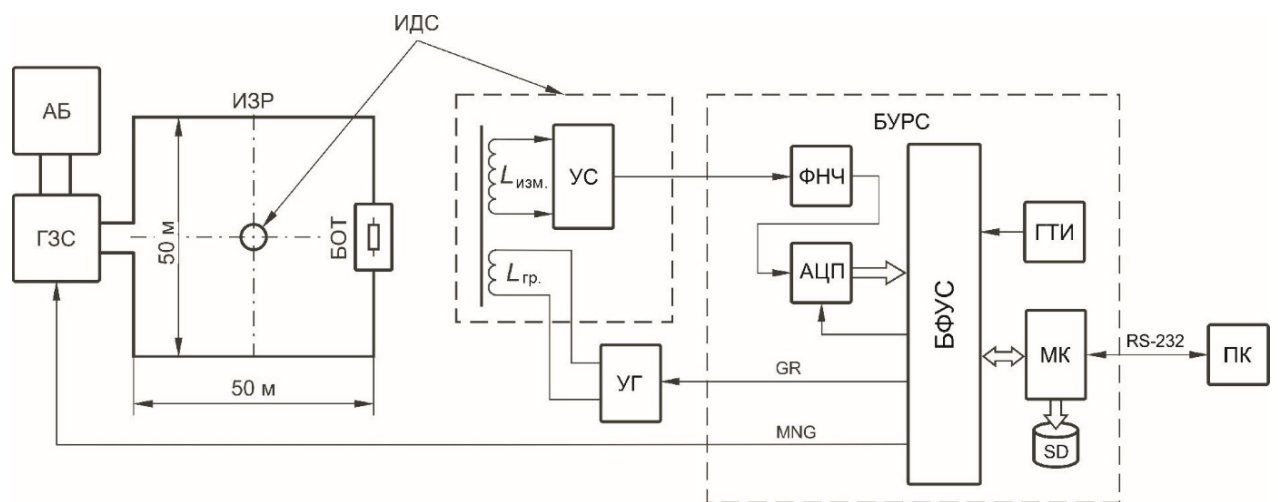 ИДС
АБ
ИЗР
ГЗС
50 м
БОТ
50 м
Lизм.
УС
Lгр.
УГ
БУРС
ФНЧ
АЦП
БФУС
ГТИ
МК
RS-232
ПК
SD
GR
MNG